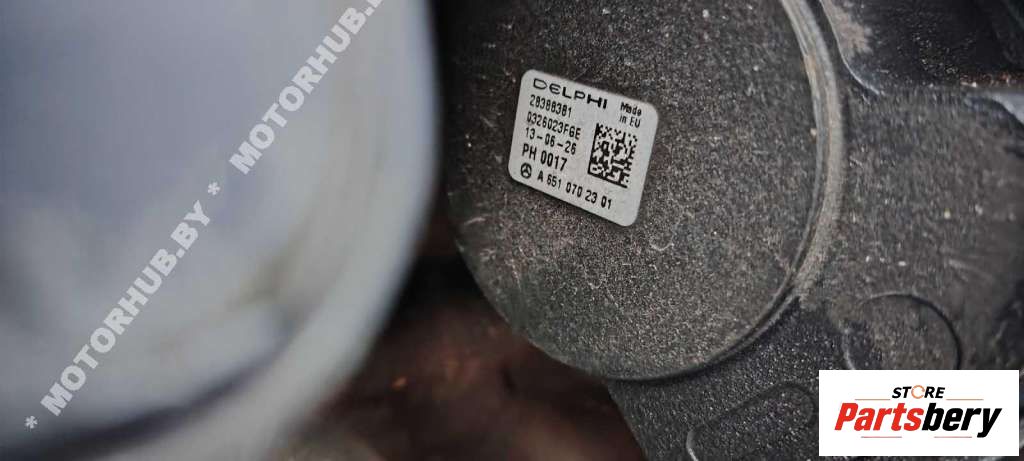 DELPHI
Made
in EU
28388381
0326023FGE
13-06-26
PH 0017
A 651 070 23 01
* MOTORHUB.BY * MOTORHUB.BY
STORE
Partsbery